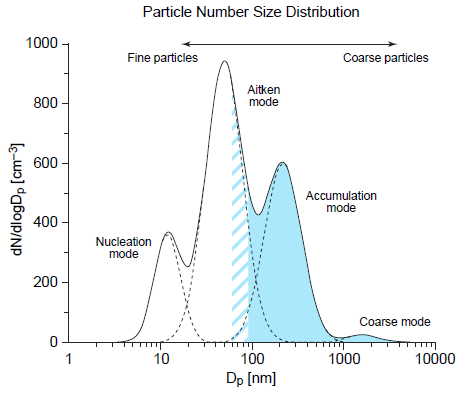 Particle Number Size Distribution
Fine particles
Coarse particles
Aitken
mode
Accumulation
mode
Nucleation
mode
Coarse mode
dN/dlogDp [cm⁻³]
1000
800
600
400
200
0
1
10
100
1000
10000
Dp [nm]